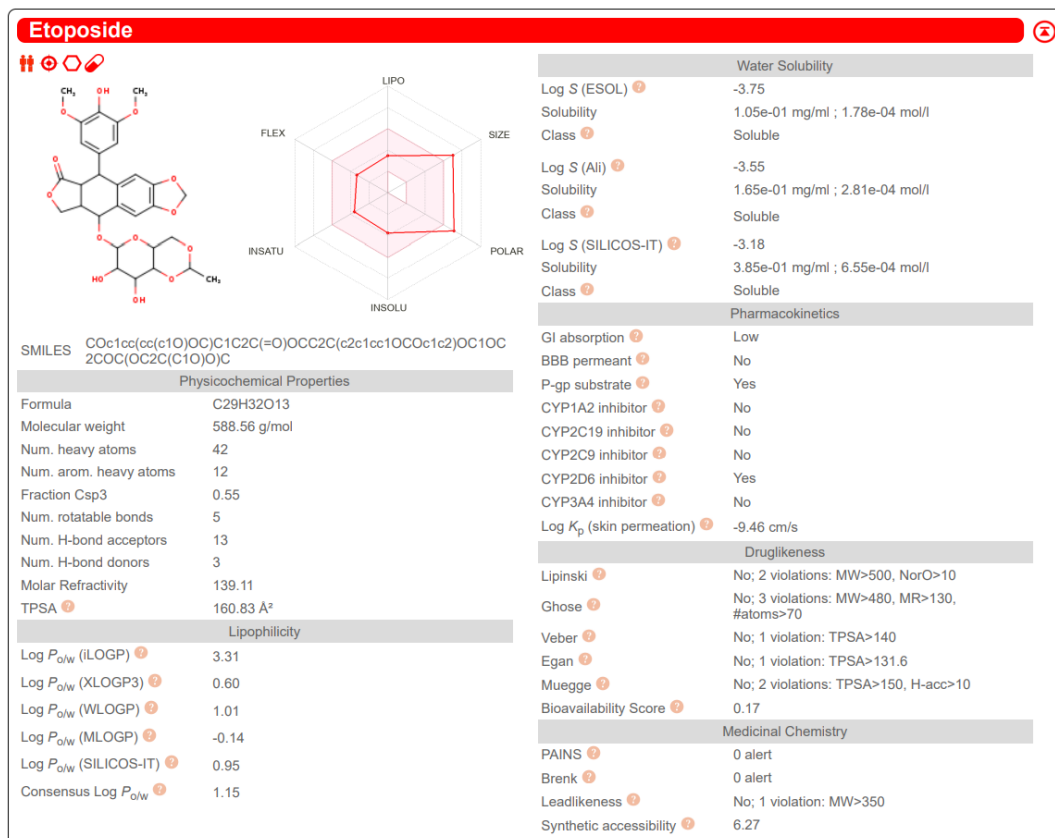 Etoposide
CH3 OH CH3
O O
O
O
O
O
O
O
O
O
HO
O
CH3
OH
LIPO
FLEX
SIZE
INSATU
POLAR
INSOLU
SMILES COc1cc(cc(c1O)OC)C1C2C(=O)OCC2C(c2c1cc1OCOc1c2)OC1OC
2COC(OC2C(C1O)O)C
Physicochemical Properties
Formula C29H32O13
Molecular weight 588.56 g/mol
Num. heavy atoms 42
Num. arom. heavy atoms 12
Fraction Csp3 0.55
Num. rotatable bonds 5
Num. H-bond acceptors 13
Num. H-bond donors 3
Molar Refractivity 139.11
TPSA ? 160.83 Å²
Lipophilicity
Log Po/w (iLOGP) ? 3.31
Log Po/w (XLOGP3) ? 0.60
Log Po/w (WLOGP) ? 1.01
Log Po/w (MLOGP) ? -0.14
Log Po/w (SILICOS-IT) ? 0.95
Consensus Log Po/w ? 1.15
Water Solubility
Log S (ESOL) ? -3.75
Solubility 1.05e-01 mg/ml ; 1.78e-04 mol/l
Class ? Soluble
Log S (Ali) ? -3.55
Solubility 1.65e-01 mg/ml ; 2.81e-04 mol/l
Class ? Soluble
Log S (SILICOS-IT) ? -3.18
Solubility 3.85e-01 mg/ml ; 6.55e-04 mol/l
Class ? Soluble
Pharmacokinetics
GI absorption ? Low
BBB permeant ? No
P-gp substrate ? Yes
CYP1A2 inhibitor ? No
CYP2C19 inhibitor ? No
CYP2C9 inhibitor ? No
CYP2D6 inhibitor ? Yes
CYP3A4 inhibitor ? No
Log Kp (skin permeation) ? -9.46 cm/s
Druglikeness
Lipinski ? No; 2 violations: MW>500, NorO>10
Ghose ? No; 3 violations: MW>480, MR>130,
#atoms>70
Veber ? No; 1 violation: TPSA>140
Egan ? No; 1 violation: TPSA>131.6
Muegge ? No; 2 violations: TPSA>150, H-acc>10
Bioavailability Score ? 0.17
Medicinal Chemistry
PAINS ? 0 alert
Brenk ? 0 alert
Leadlikeness ? No; 1 violation: MW>350
Synthetic accessibility ? 6.27